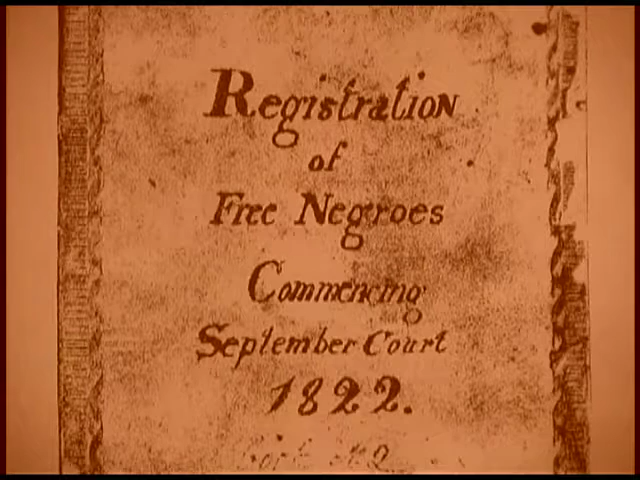 Registration
of
Free Negroes
Commencing
September Court
1822.